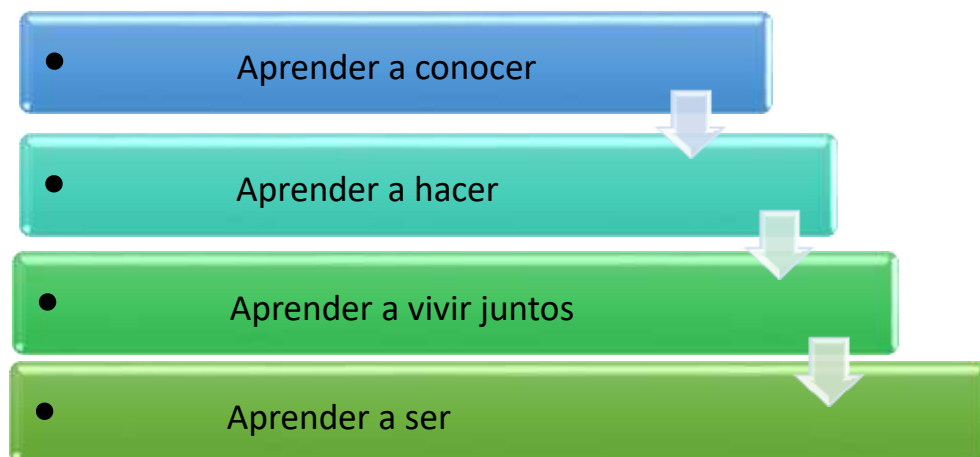 • Aprender a conocer
• Aprender a hacer
• Aprender a vivir juntos
• Aprender a ser